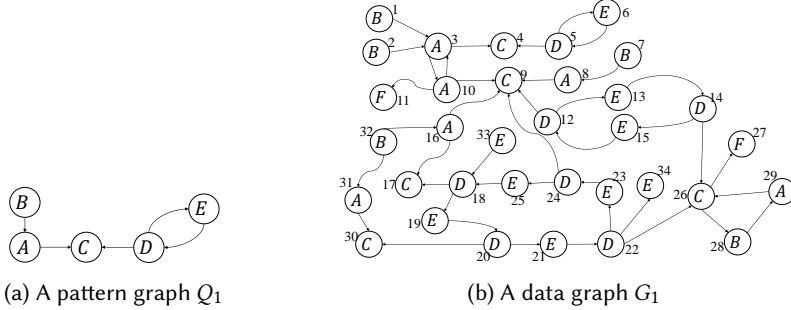 B 1
B 2
A 3
C 4
D 5
E 6
B 7
A 8
C 9
A 10
F 11
D 12
E 13
D 14
E 15
A 16
B 32
33 E
F 27
17 C
D 18
E 25
D 24
E 23
E 34
26 C
A 29
31 A
19 E
B 28
30 C
D 20
E 21
D 22
B
A
C
D
E
(a) A pattern graph Q1
(b) A data graph G1